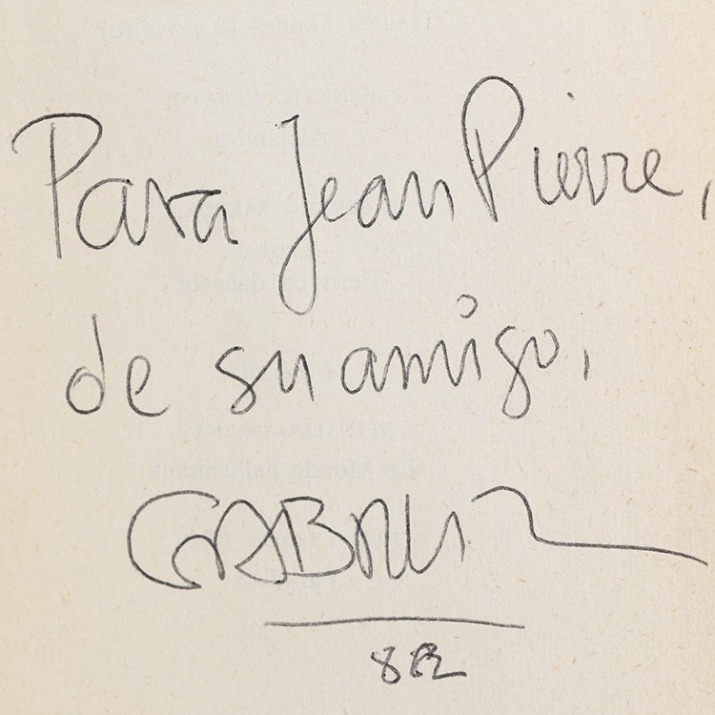 Para Jean Pierre,
de su amigo,
GABRIEL
82